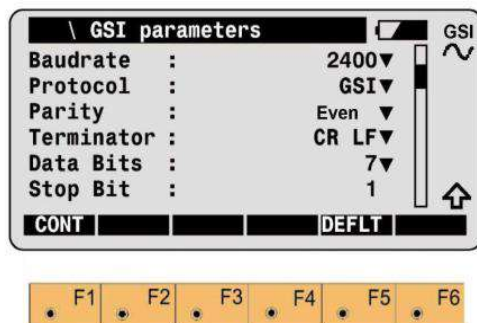 \ GSI parameters
GSI
Baudrate : 2400▼
Protocol : GSI▼
Parity : Even ▼
Terminator : CR LF▼
Data Bits : 7▼
Stop Bit : 1
CONT DEFLT
F1 F2 F3 F4 F5 F6